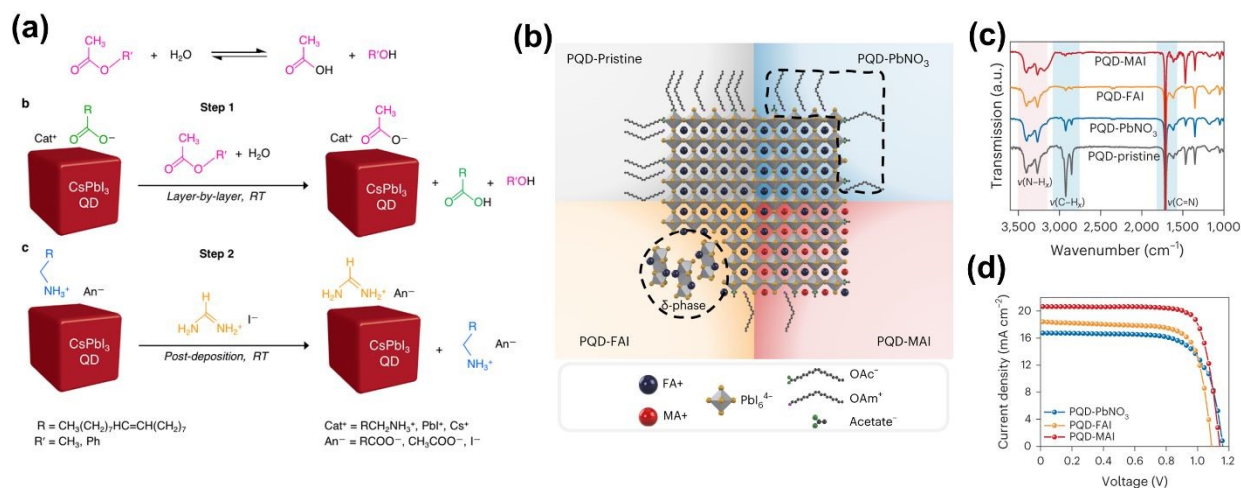 (a)
CH₃
O
O
R'
+ H₂O
CH₃
O
OH
+ R'OH
b
Step 1
R
Cat⁺
O
O⁻
CsPbI₃
QD
CH₃
O
O
R'
+ H₂O
Layer-by-layer, RT
CH₃
Cat⁺
O
O⁻
CsPbI₃
QD
+
R
O
OH
+ R'OH
c
Step 2
R
NH₃⁺
An⁻
CsPbI₃
QD
H
H₂N
NH₂⁺
I⁻
Post-deposition, RT
H
H₂N
NH₂⁺
An⁻
CsPbI₃
QD
+
R
NH₃⁺
An⁻
R = CH₃(CH₂)₇HC=CH(CH₂)₇
R' = CH₃, Ph
Cat⁺ = RCH₂NH₃⁺, PbI⁺, Cs⁺
An⁻ = RCOO⁻, CH₃COO⁻, I⁻
(b)
PQD-Pristine
PQD-PbNO₃
δ-phase
PQD-FAI
PQD-MAI
FA+
MA+
PbI₆⁴⁻
OAc⁻
OAm⁺
Acetate⁻
(c)
Transmission (a.u.)
PQD-MAI
PQD-FAI
PQD-PbNO₃
PQD-pristine
ν(N–Hₓ)
ν(C–Hₓ)
ν(C=N)
3,500 3,000 2,500 2,000 1,500 1,000
Wavenumber (cm⁻¹)
(d)
Current density (mA cm⁻²)
20
16
12
8
4
0
PQD-PbNO₃
PQD-FAI
PQD-MAI
0 0.2 0.4 0.6 0.8 1.0 1.2
Voltage (V)